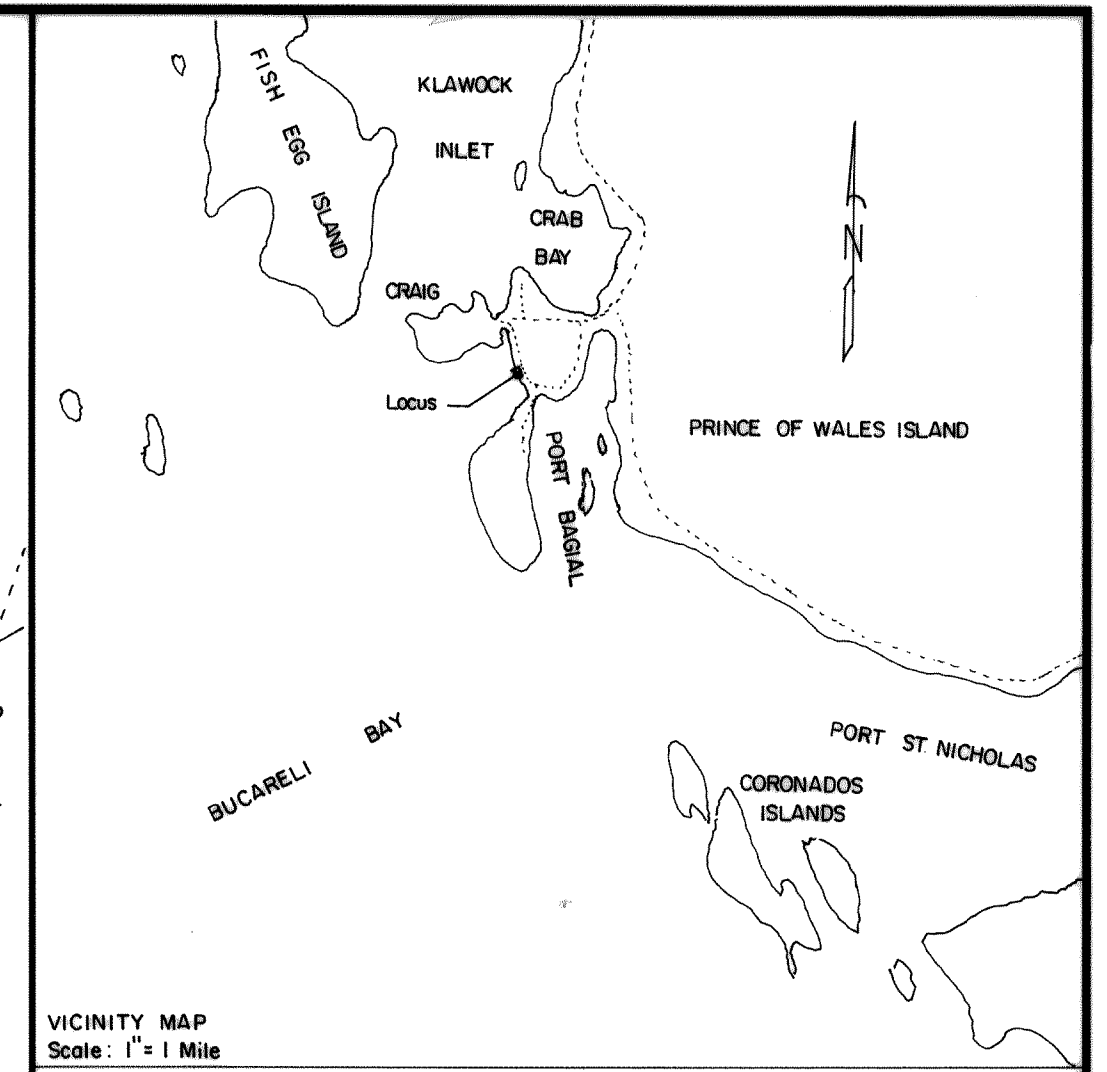 FISH EGG ISLAND
KLAWOCK
INLET
CRAB
BAY
CRAIG
N
Locus
PRINCE OF WALES ISLAND
PORT BAGIAL
BUCARELI BAY
PORT ST. NICHOLAS
CORONADOS
ISLANDS
VICINITY MAP
Scale: 1"= 1 Mile